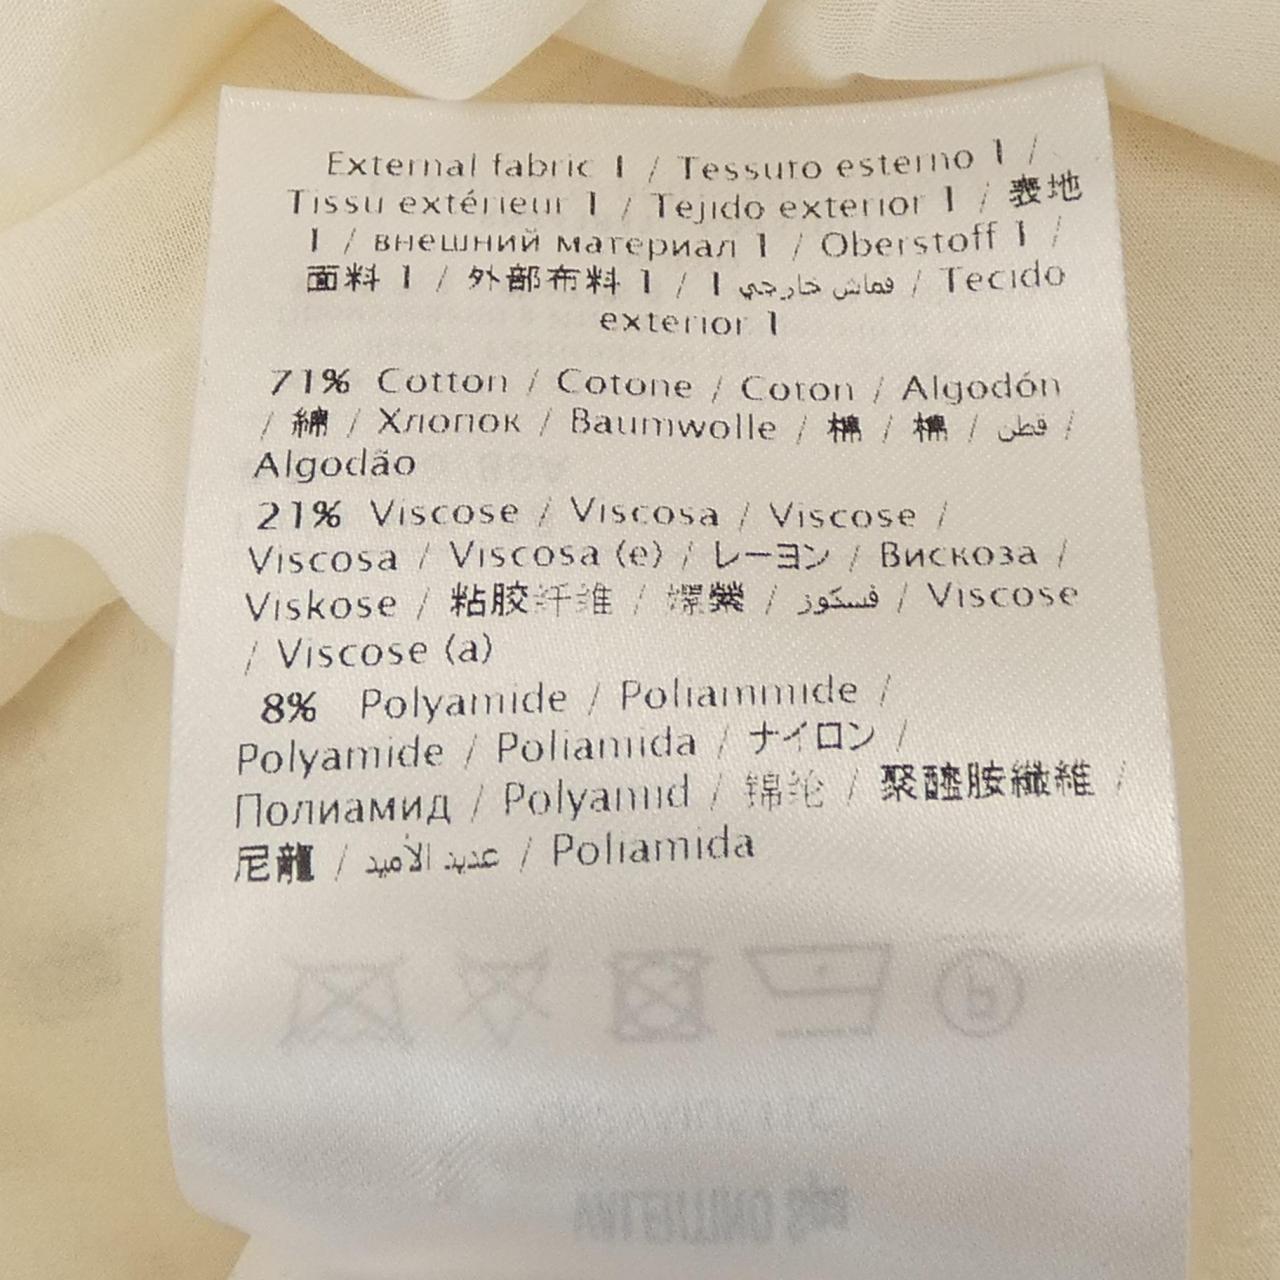 External fabric 1 / Tessuto esterno 1 /
Tissu extérieur 1 / Tejido exterior 1 / 表地
1 / внешний материал 1 / Oberstoff 1 /
面料 1 / 外部布料 1 / 1 قماش خارجي / Tecido
exterior 1
71% Cotton / Cotone / Coton / Algodón
/ 綿 / Хлопок / Baumwolle / 棉 / 棉 / قطن /
Algodão
21% Viscose / Viscosa / Viscose /
Viscosa / Viscosa (e) / レーヨン / Вискоза /
Viskose / 粘胶纤维 / 嫘縈 / فسكوز / Viscose
/ Viscose (a)
8% Polyamide / Poliammide /
Polyamide / Poliamida / ナイロン /
Полиамид / Polyamid / 锦纶 / 聚醯胺纖維 /
尼龍 / عديد الأميد / Poliamida